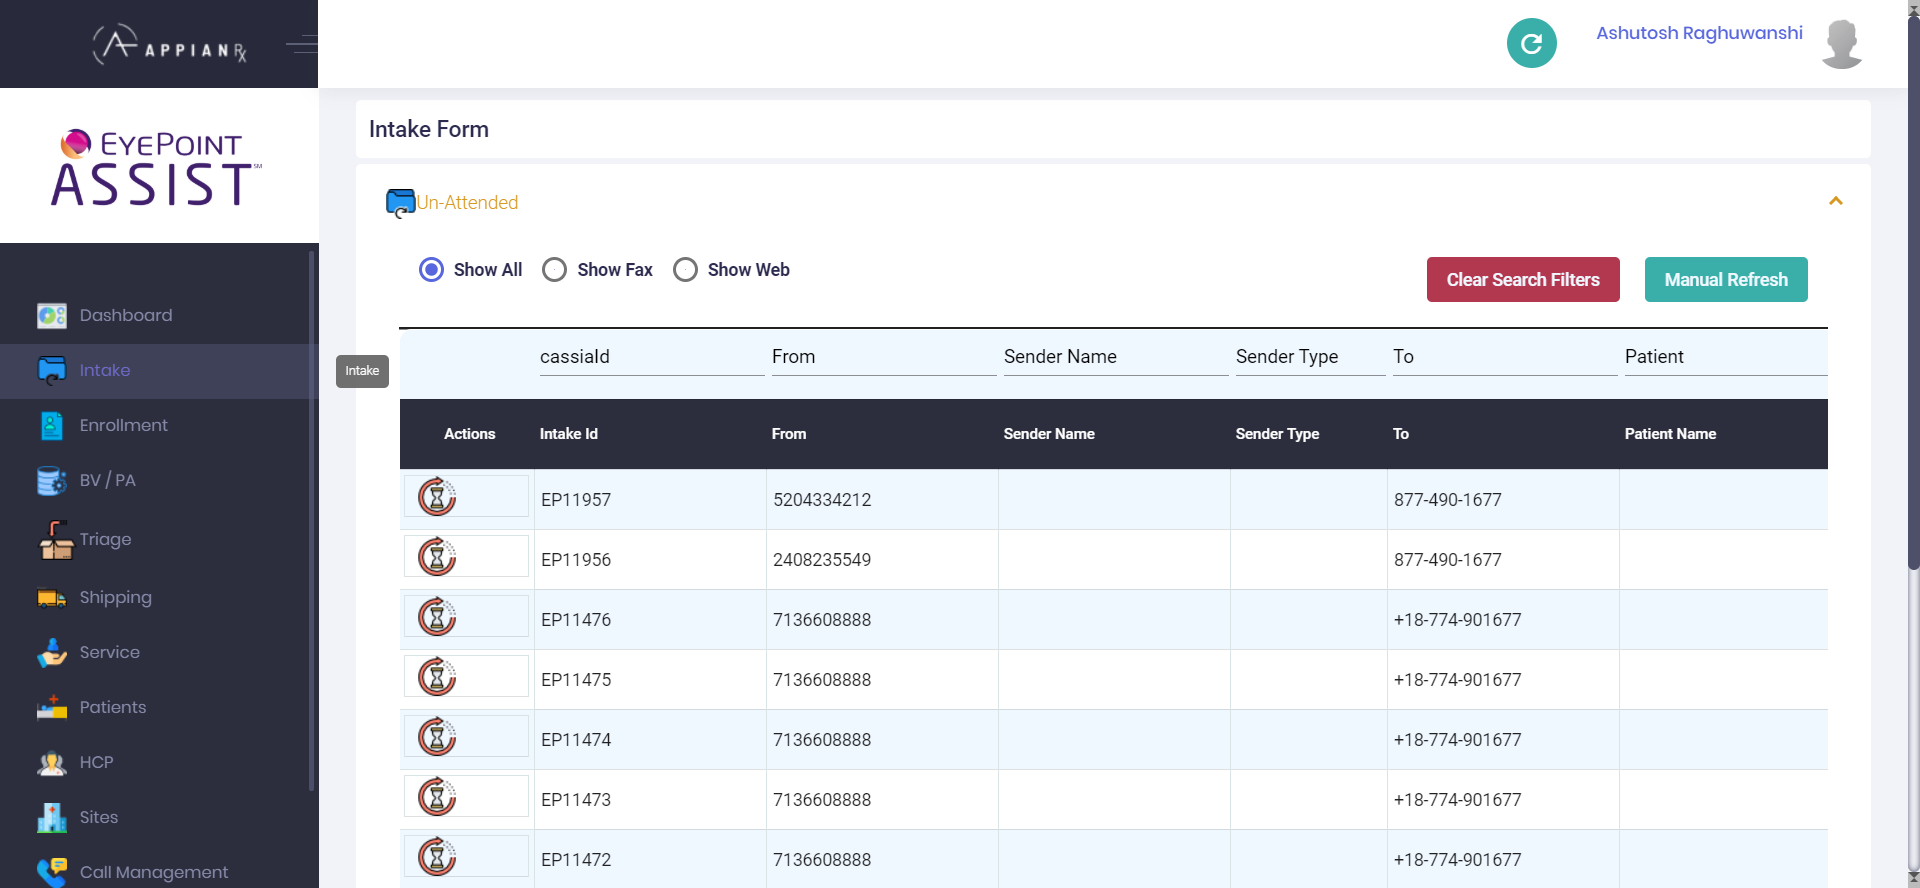 APPIAN RX
Ashutosh Raghuwanshi
EYEPOINT
ASSIST SM
Dashboard
Intake
Enrollment
BV / PA
Triage
Shipping
Service
Patients
HCP
Sites
Call Management
Intake
Intake Form
Un-Attended
Show All Show Fax Show Web
Clear Search Filters Manual Refresh
cassiaId From Sender Name Sender Type To Patient
Actions Intake Id From Sender Name Sender Type To Patient Name
EP11957 5204334212 877-490-1677
EP11956 2408235549 877-490-1677
EP11476 7136608888 +18-774-901677
EP11475 7136608888 +18-774-901677
EP11474 7136608888 +18-774-901677
EP11473 7136608888 +18-774-901677
EP11472 7136608888 +18-774-901677